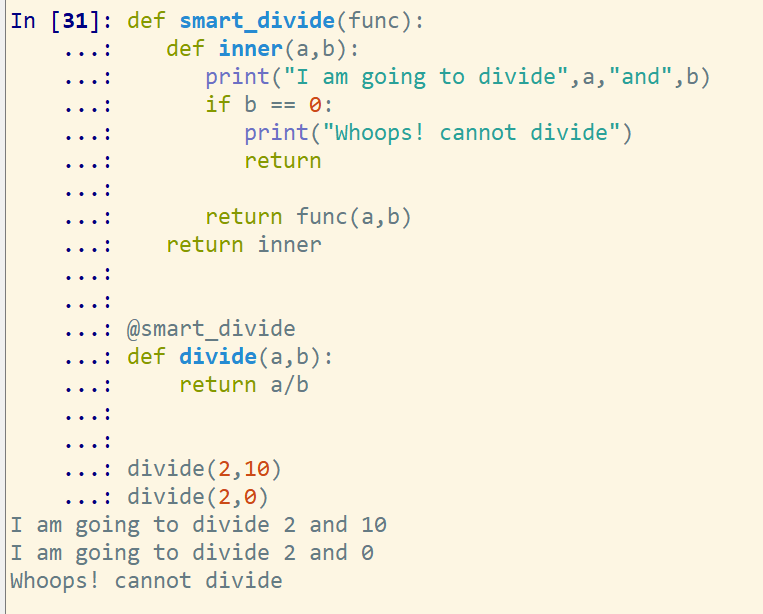 In [31]: def smart_divide(func):
    ...:    def inner(a,b):
    ...:       print("I am going to divide",a,"and",b)
    ...:       if b == 0:
    ...:          print("Whoops! cannot divide")
    ...:          return
    ...:
    ...:       return func(a,b)
    ...:    return inner
    ...:
    ...:
    ...: @smart_divide
    ...: def divide(a,b):
    ...:     return a/b
    ...:
    ...:
    ...: divide(2,10)
    ...: divide(2,0)
I am going to divide 2 and 10
I am going to divide 2 and 0
Whoops! cannot divide